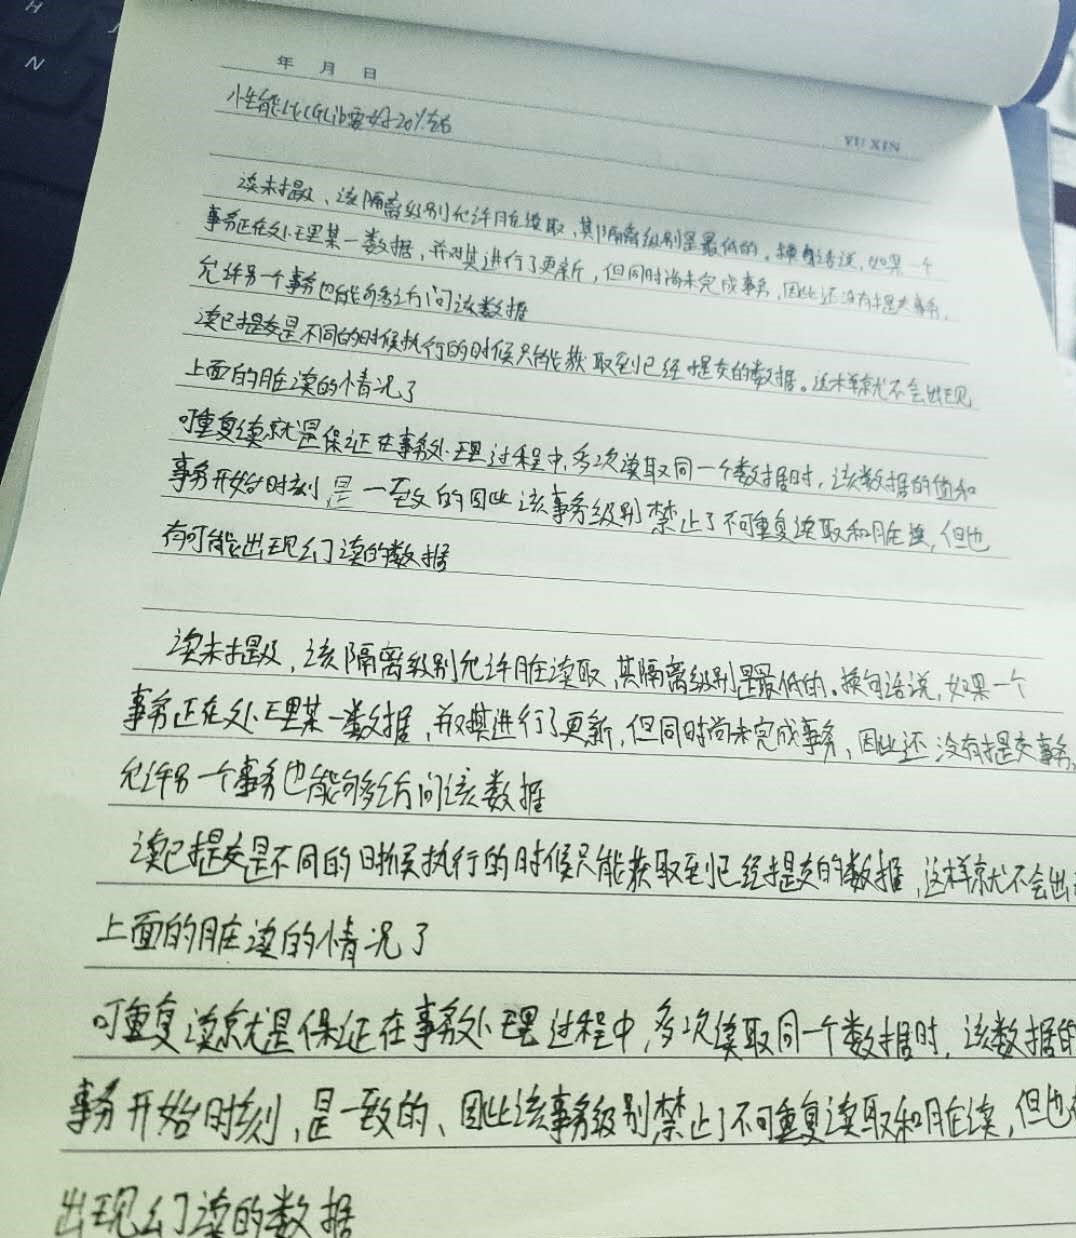 H
N
年 月 日
性能比CGLib要好20%左右
YU XIN
读未提及、该隔离级别允许脏读取,其隔离级别是最低的。换句话说,如果一个
事务正在处理某一数据,并对其进行了更新,但同时尚未完成事务,因此还没有提交事务,
允许另一个事务也能够访问该数据
读已提交是不同的时候执行的时候只能获取到已经提交的数据。这样就不会出现
上面的脏读的情况了
可重复读就是保证在事务处理过程中,多次读取同一个数据时,该数据的值和
事务开始时刻是一致的因此该事务级别禁止了不可重复读取和脏读,但也
有可能出现幻读的数据
读未提及,该隔离级别允许脏读取,其隔离级别是最低的。换句话说,如果一个
事务正在处理某一数据,并对其进行了更新,但同时尚未完成事务,因此还没有提交事务,
允许另一个事务也能够访问该数据
读已提交是不同的时候执行的时候只能获取到已经提交的数据,这样就不会出
上面的脏读的情况了
可重复读就是保证在事务处理过程中,多次读取同一个数据时,该数据的
事务开始时刻,是一致的、因此该事务级别禁止了不可重复读取和脏读,但也
出现幻读的数据